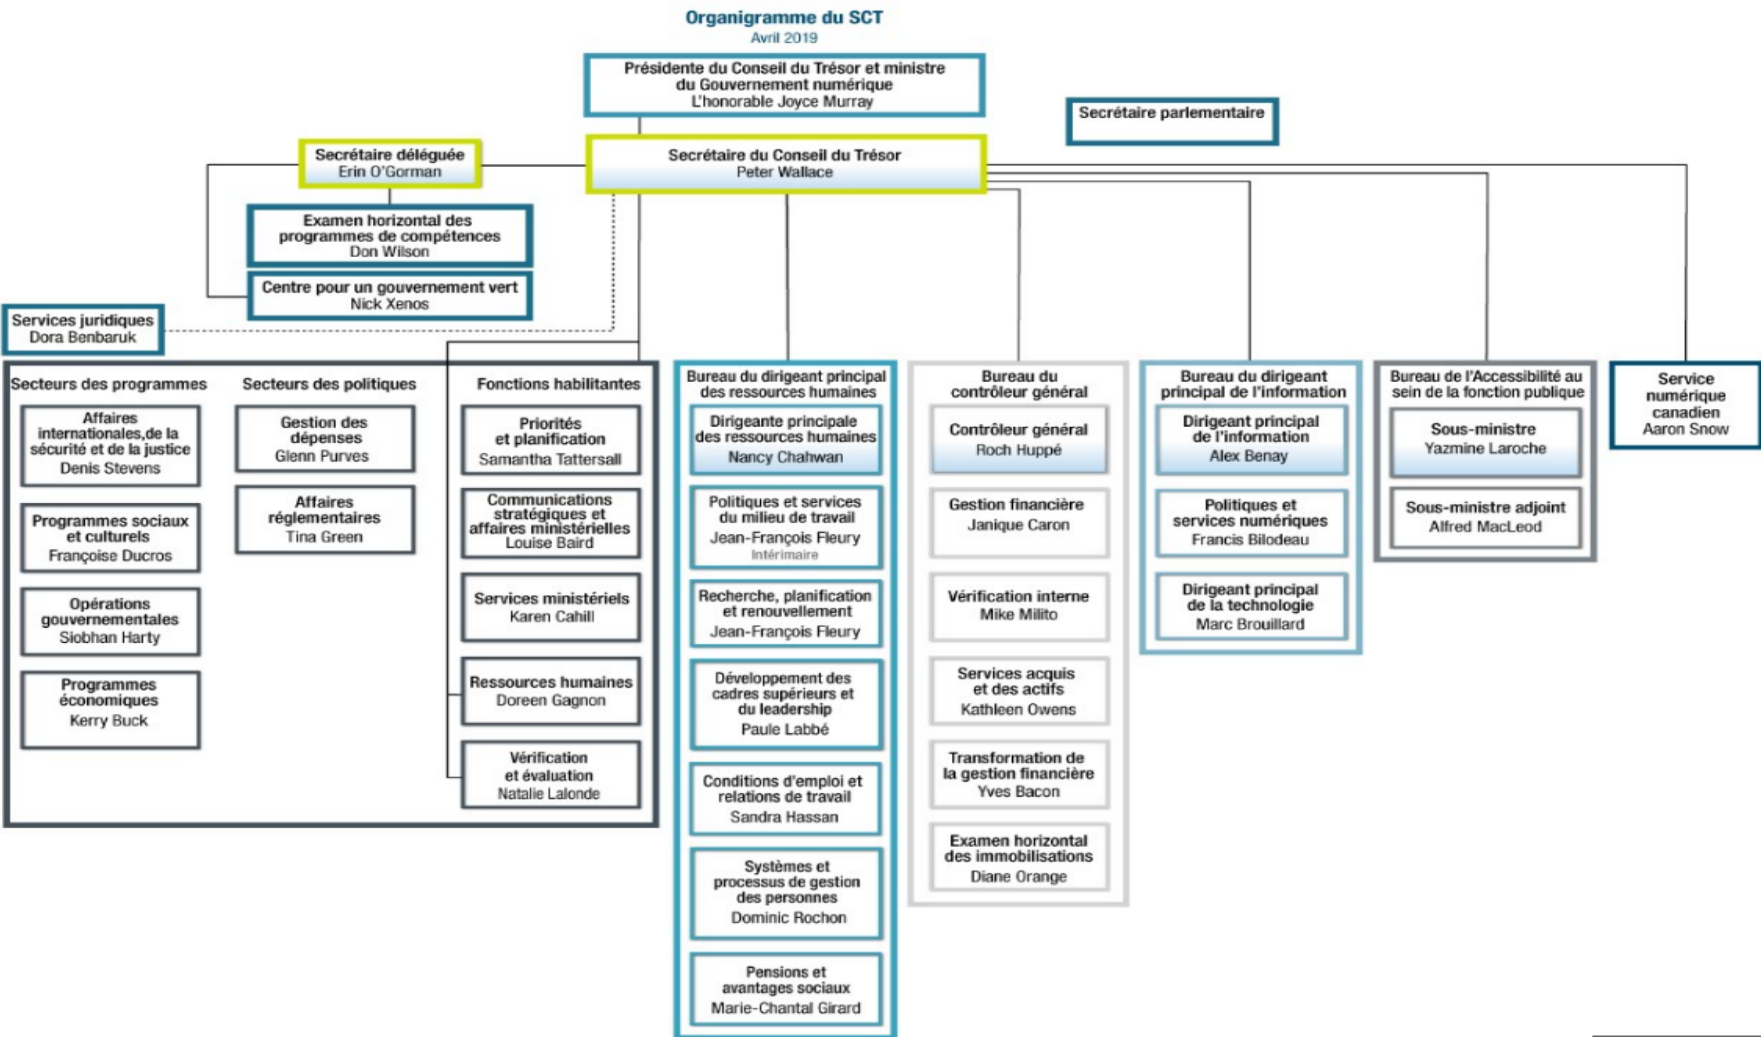 Organigramme du SCT
Avril 2019
Présidente du Conseil du Trésor et ministre
du Gouvernement numérique
L'honorable Joyce Murray
Secrétaire parlementaire
Secrétaire déléguée
Erin O'Gorman
Secrétaire du Conseil du Trésor
Peter Wallace
Examen horizontal des
programmes de compétences
Don Wilson
Centre pour un gouvernement vert
Nick Xenos
Services juridiques
Dora Benbaruk
Secteurs des programmes
Affaires
internationales,de la
sécurité et de la justice
Denis Stevens
Programmes sociaux
et culturels
Françoise Ducros
Opérations
gouvernementales
Siobhan Harty
Programmes
économiques
Kerry Buck
Secteurs des politiques
Gestion des
dépenses
Glenn Purves
Affaires
réglementaires
Tina Green
Fonctions habilitantes
Priorités
et planification
Samantha Tattersall
Communications
stratégiques et
affaires ministérielles
Louise Baird
Services ministériels
Karen Cahill
Ressources humaines
Doreen Gagnon
Vérification
et évaluation
Natalie Lalonde
Bureau du dirigeant principal
des ressources humaines
Dirigeante principale
des ressources humaines
Nancy Chahwan
Politiques et services
du milieu de travail
Jean-François Fleury
Intérimaire
Recherche, planification
et renouvellement
Jean-François Fleury
Développement des
cadres supérieurs et
du leadership
Paule Labbé
Conditions d'emploi et
relations de travail
Sandra Hassan
Systèmes et
processus de gestion
des personnes
Dominic Rochon
Pensions et
avantages sociaux
Marie-Chantal Girard
Bureau du
contrôleur général
Contrôleur général
Roch Huppé
Gestion financière
Janique Caron
Vérification interne
Mike Milito
Services acquis
et des actifs
Kathleen Owens
Transformation de
la gestion financière
Yves Bacon
Examen horizontal
des immobilisations
Diane Orange
Bureau du dirigeant
principal de l'information
Dirigeant principal
de l'information
Alex Benay
Politiques et
services numériques
Francis Bilodeau
Dirigeant principal
de la technologie
Marc Brouillard
Bureau de l'Accessibilité au
sein de la fonction publique
Sous-ministre
Yazmine Laroche
Sous-ministre adjoint
Alfred MacLeod
Service
numérique
canadien
Aaron Snow